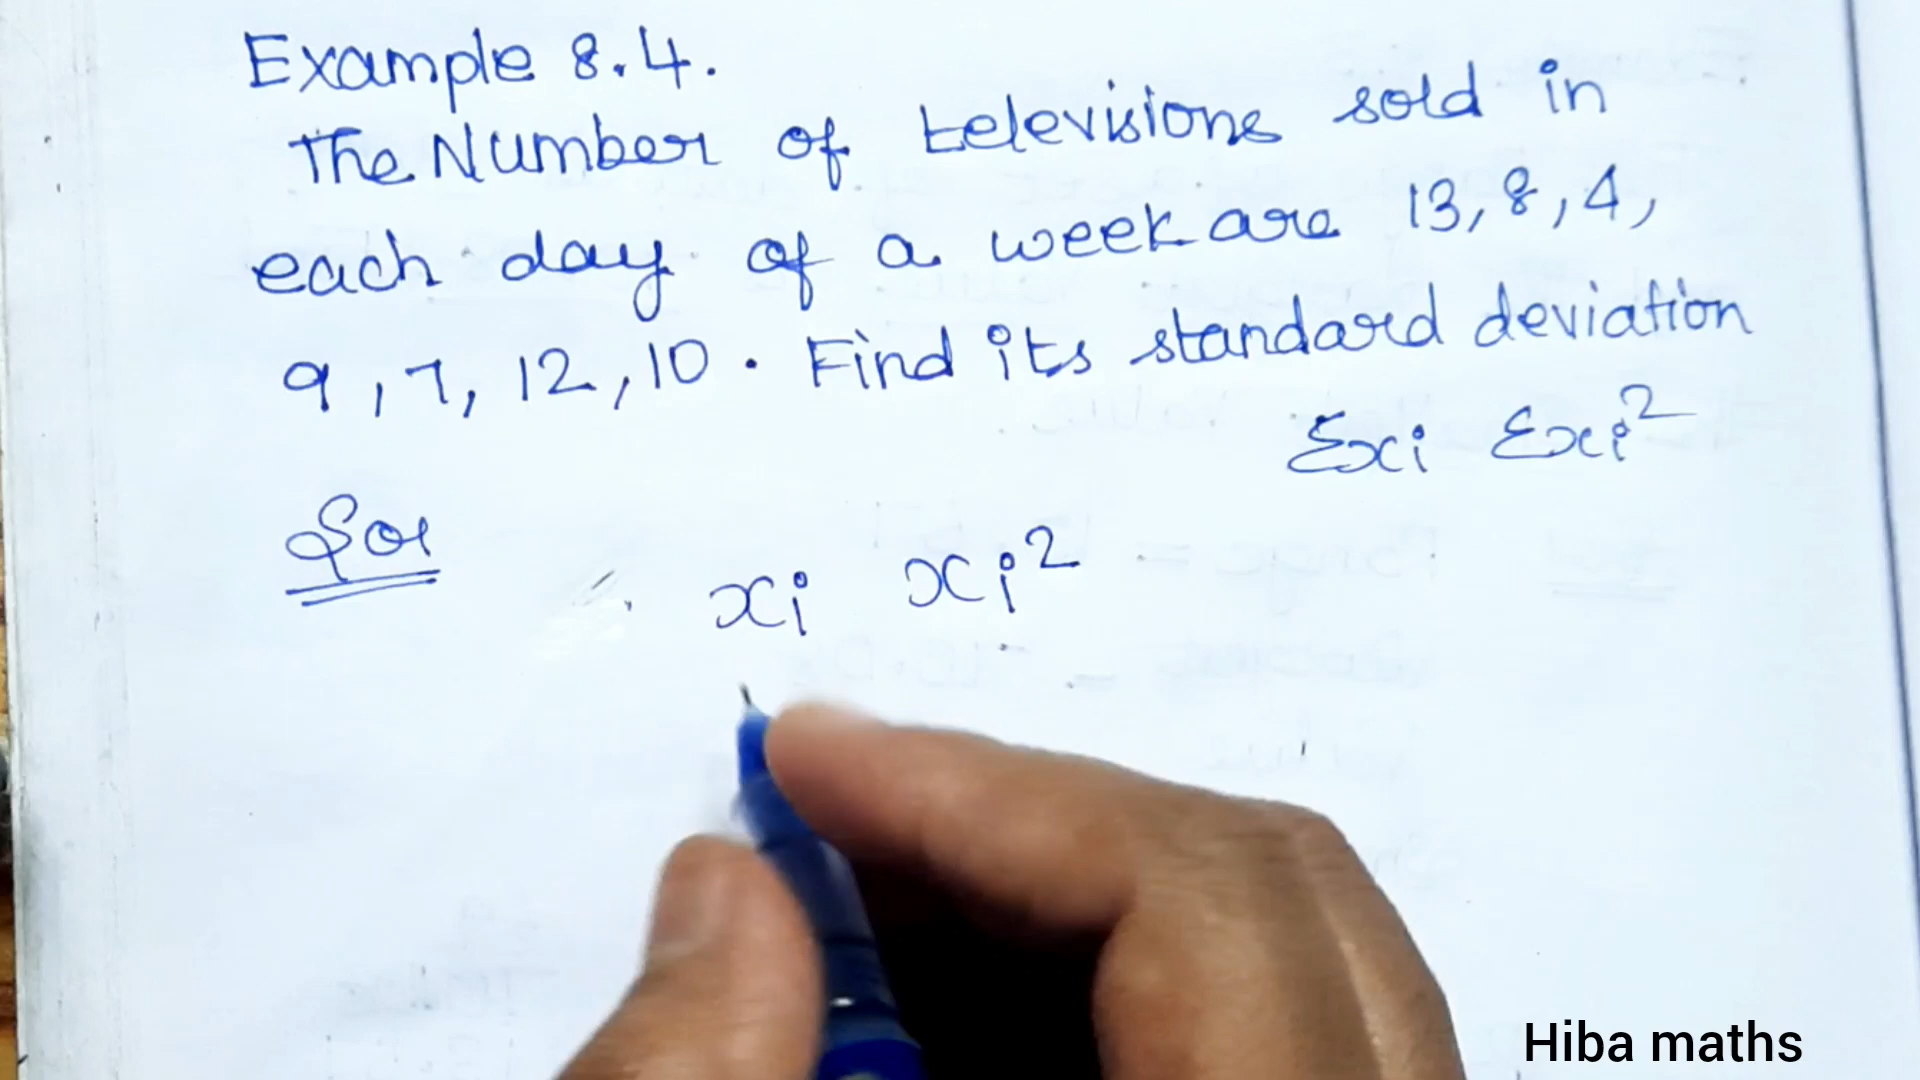 Example 8.4.
The Number of televisions sold in
each day of a week are 13, 8, 4,
9, 7, 12, 10. Find its standard deviation
Σxi Σxi²
Sol
xi xi²
Hiba maths